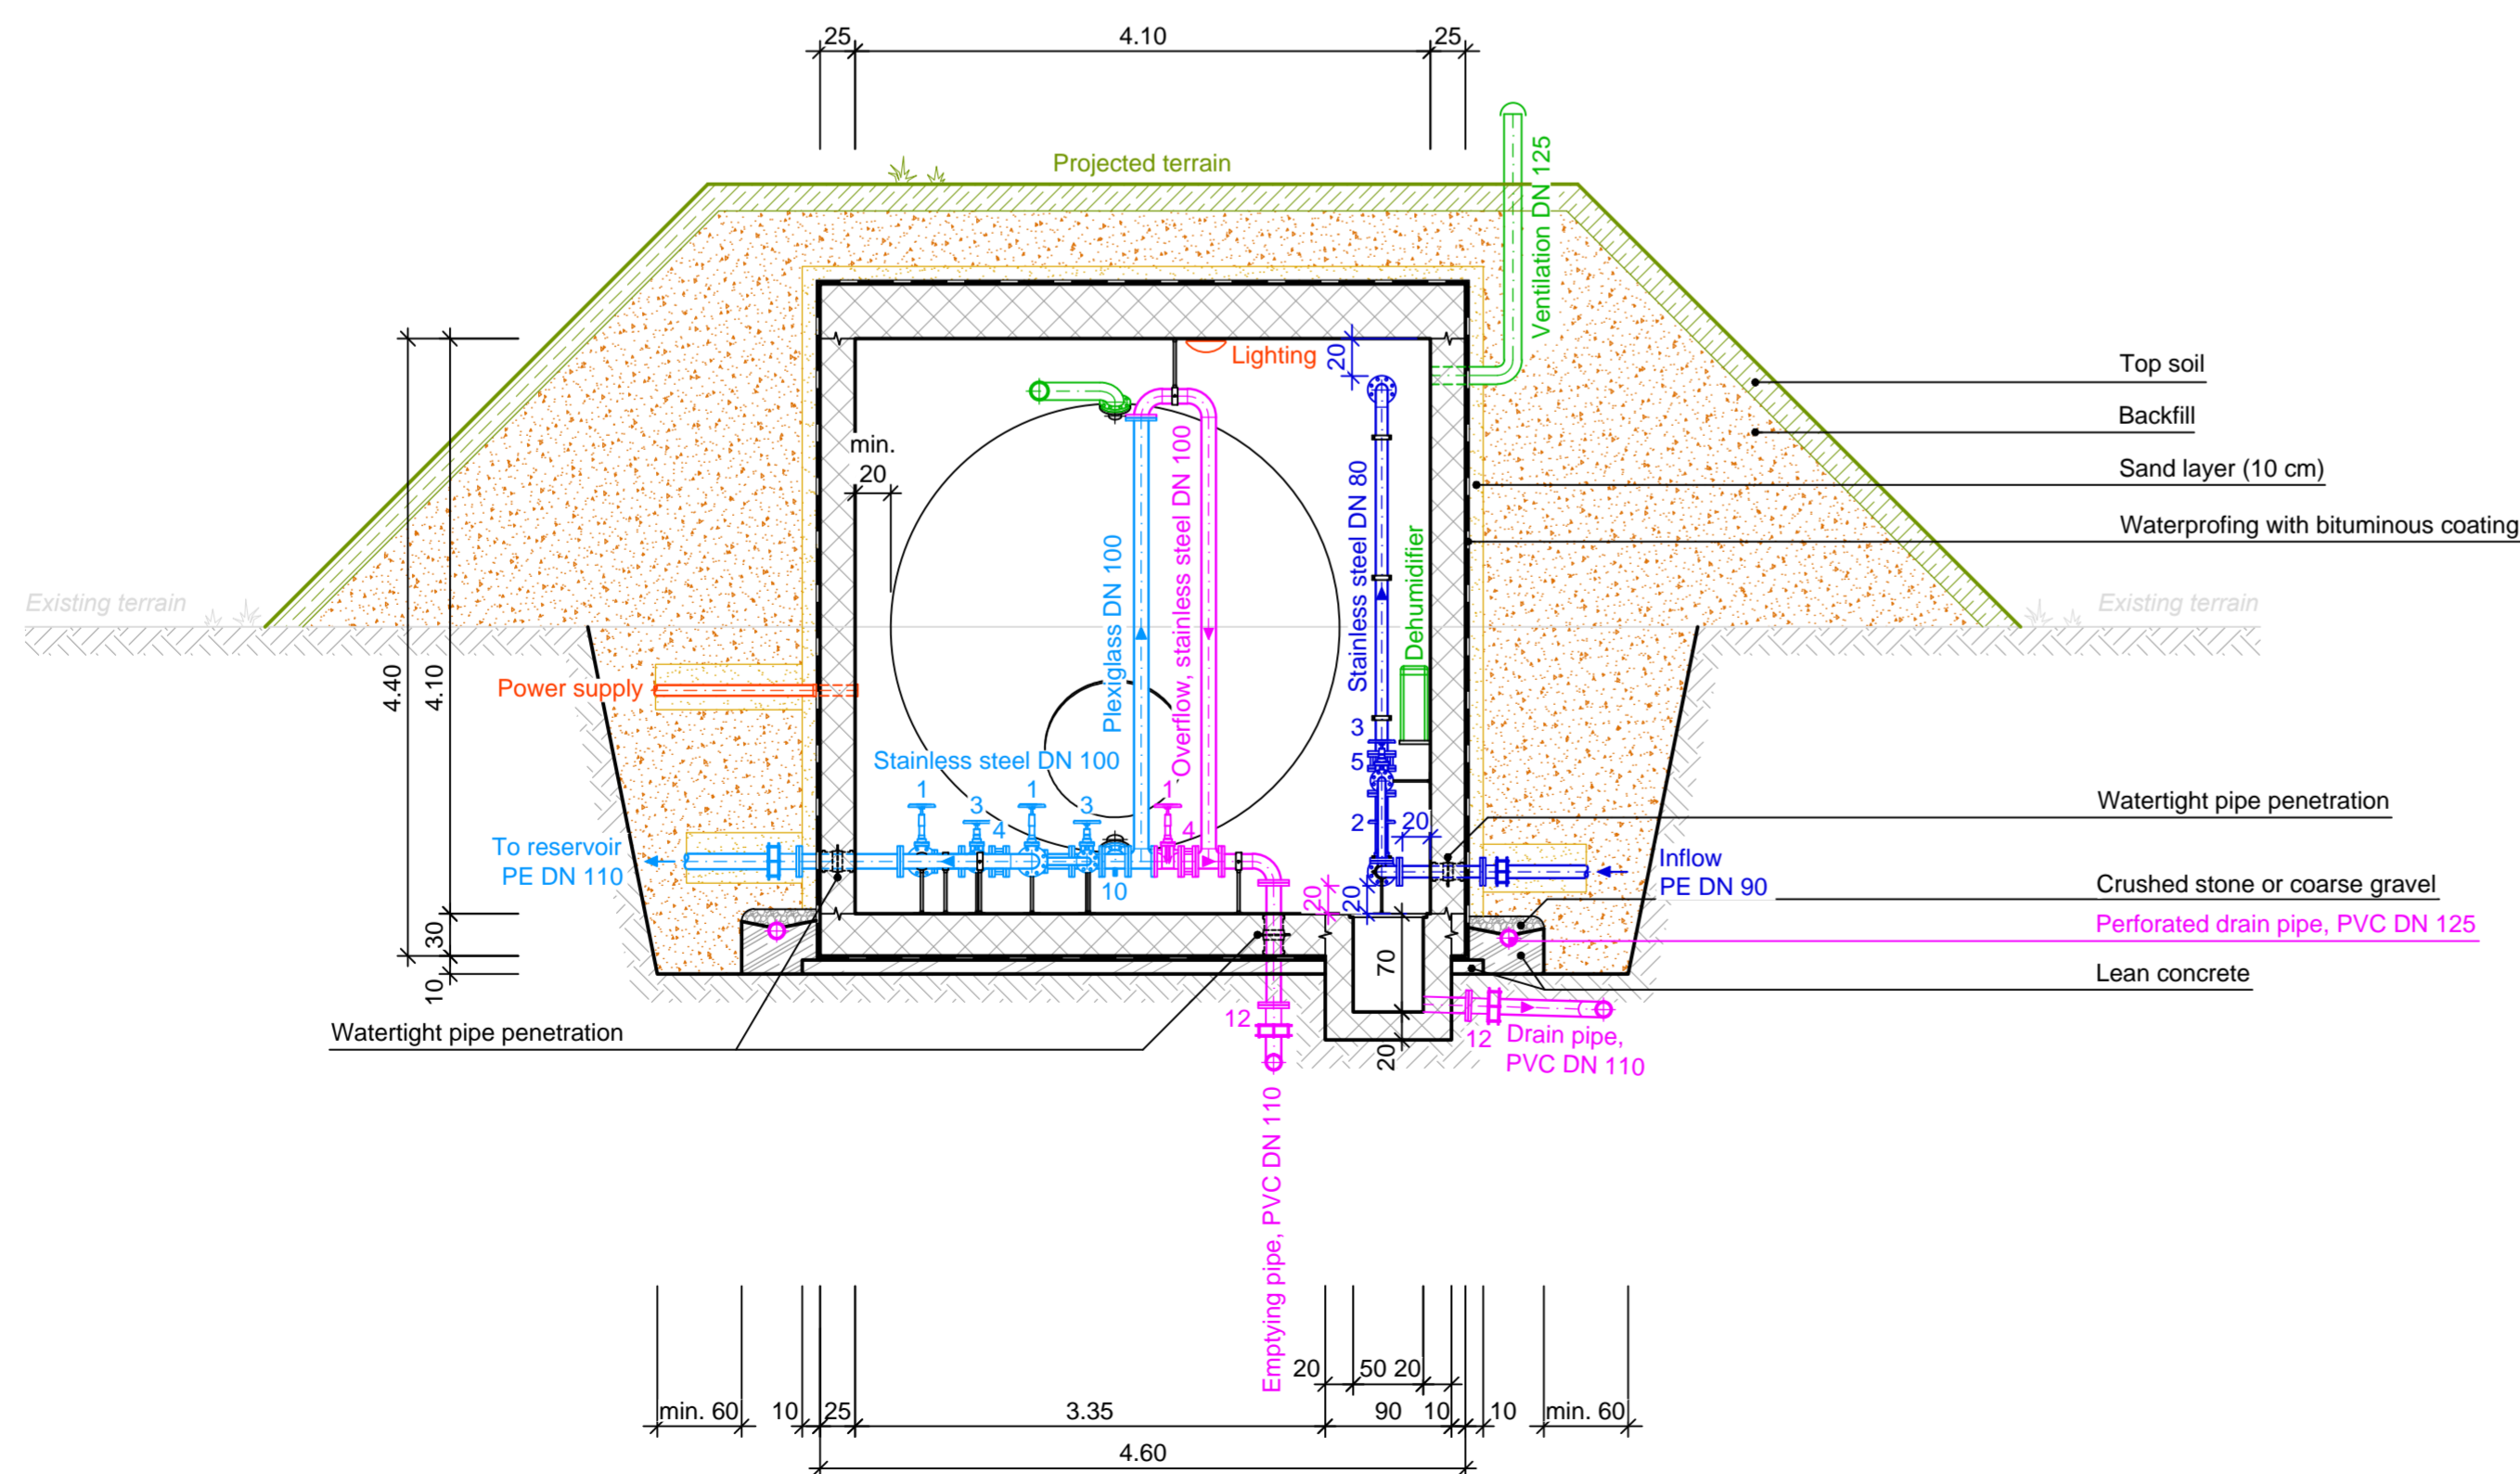 25
4.10
25
Projected terrain
Ventilation DN 125
Lighting
20
Top soil
Backfill
Sand layer (10 cm)
Waterprofing with bituminous coating
min.
20
Existing terrain
Existing terrain
4.40
4.10
Power supply
Plexiglass DN 100
Overflow, stainless steel DN 100
Stainless steel DN 80
Dehumidifier
Stainless steel DN 100
1
3
4
1
3
1
4
10
3
5
2
20
Watertight pipe penetration
To reservoir
PE DN 110
Inflow
PE DN 90
Crushed stone or coarse gravel
Perforated drain pipe, PVC DN 125
Lean concrete
20
20
30
10
70
20
Watertight pipe penetration
12
12
Drain pipe,
PVC DN 110
Emptying pipe, PVC DN 110
20
50
20
min. 60
10
25
3.35
90
10
10
min. 60
4.60